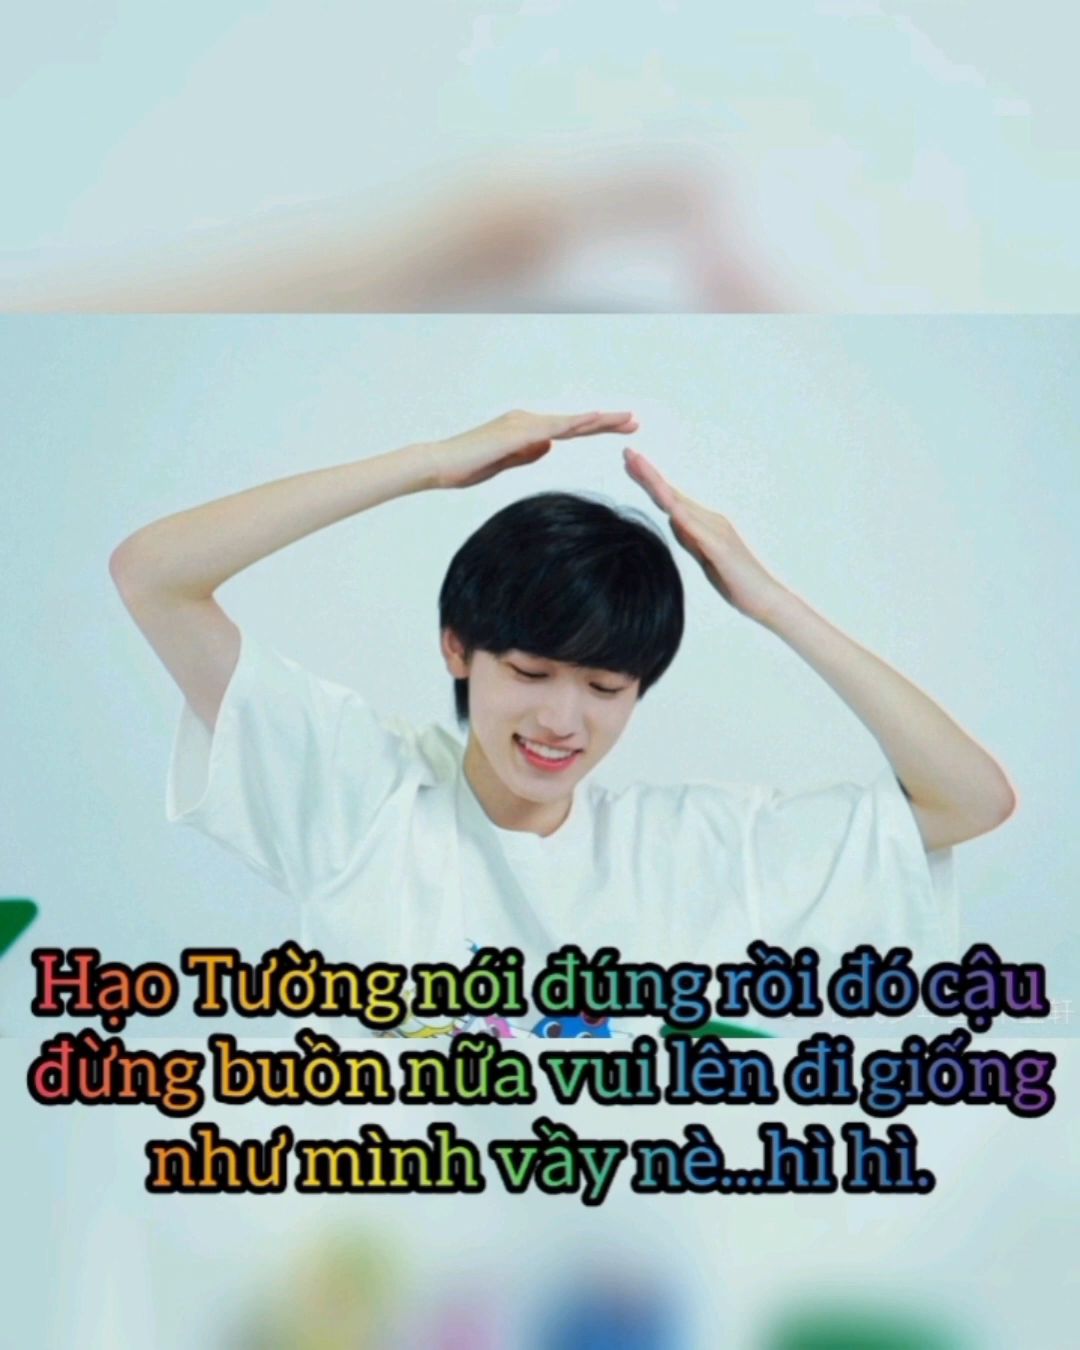 Hạo Tường nói đúng rồi đó cậu
đừng buồn nữa vui lên đi giống
như mình vầy nè...hì hì.